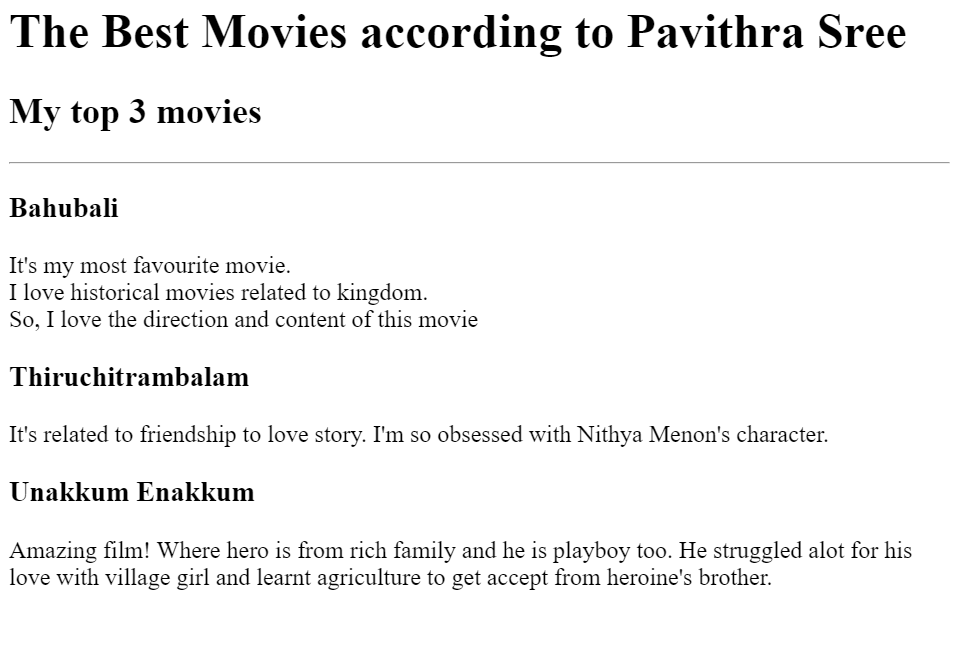 The Best Movies according to Pavithra Sree
My top 3 movies
Bahubali
It's my most favourite movie.
I love historical movies related to kingdom.
So, I love the direction and content of this movie
Thiruchitrambalam
It's related to friendship to love story. I'm so obsessed with Nithya Menon's character.
Unakkum Enakkum
Amazing film! Where hero is from rich family and he is playboy too. He struggled alot for his
love with village girl and learnt agriculture to get accept from heroine's brother.